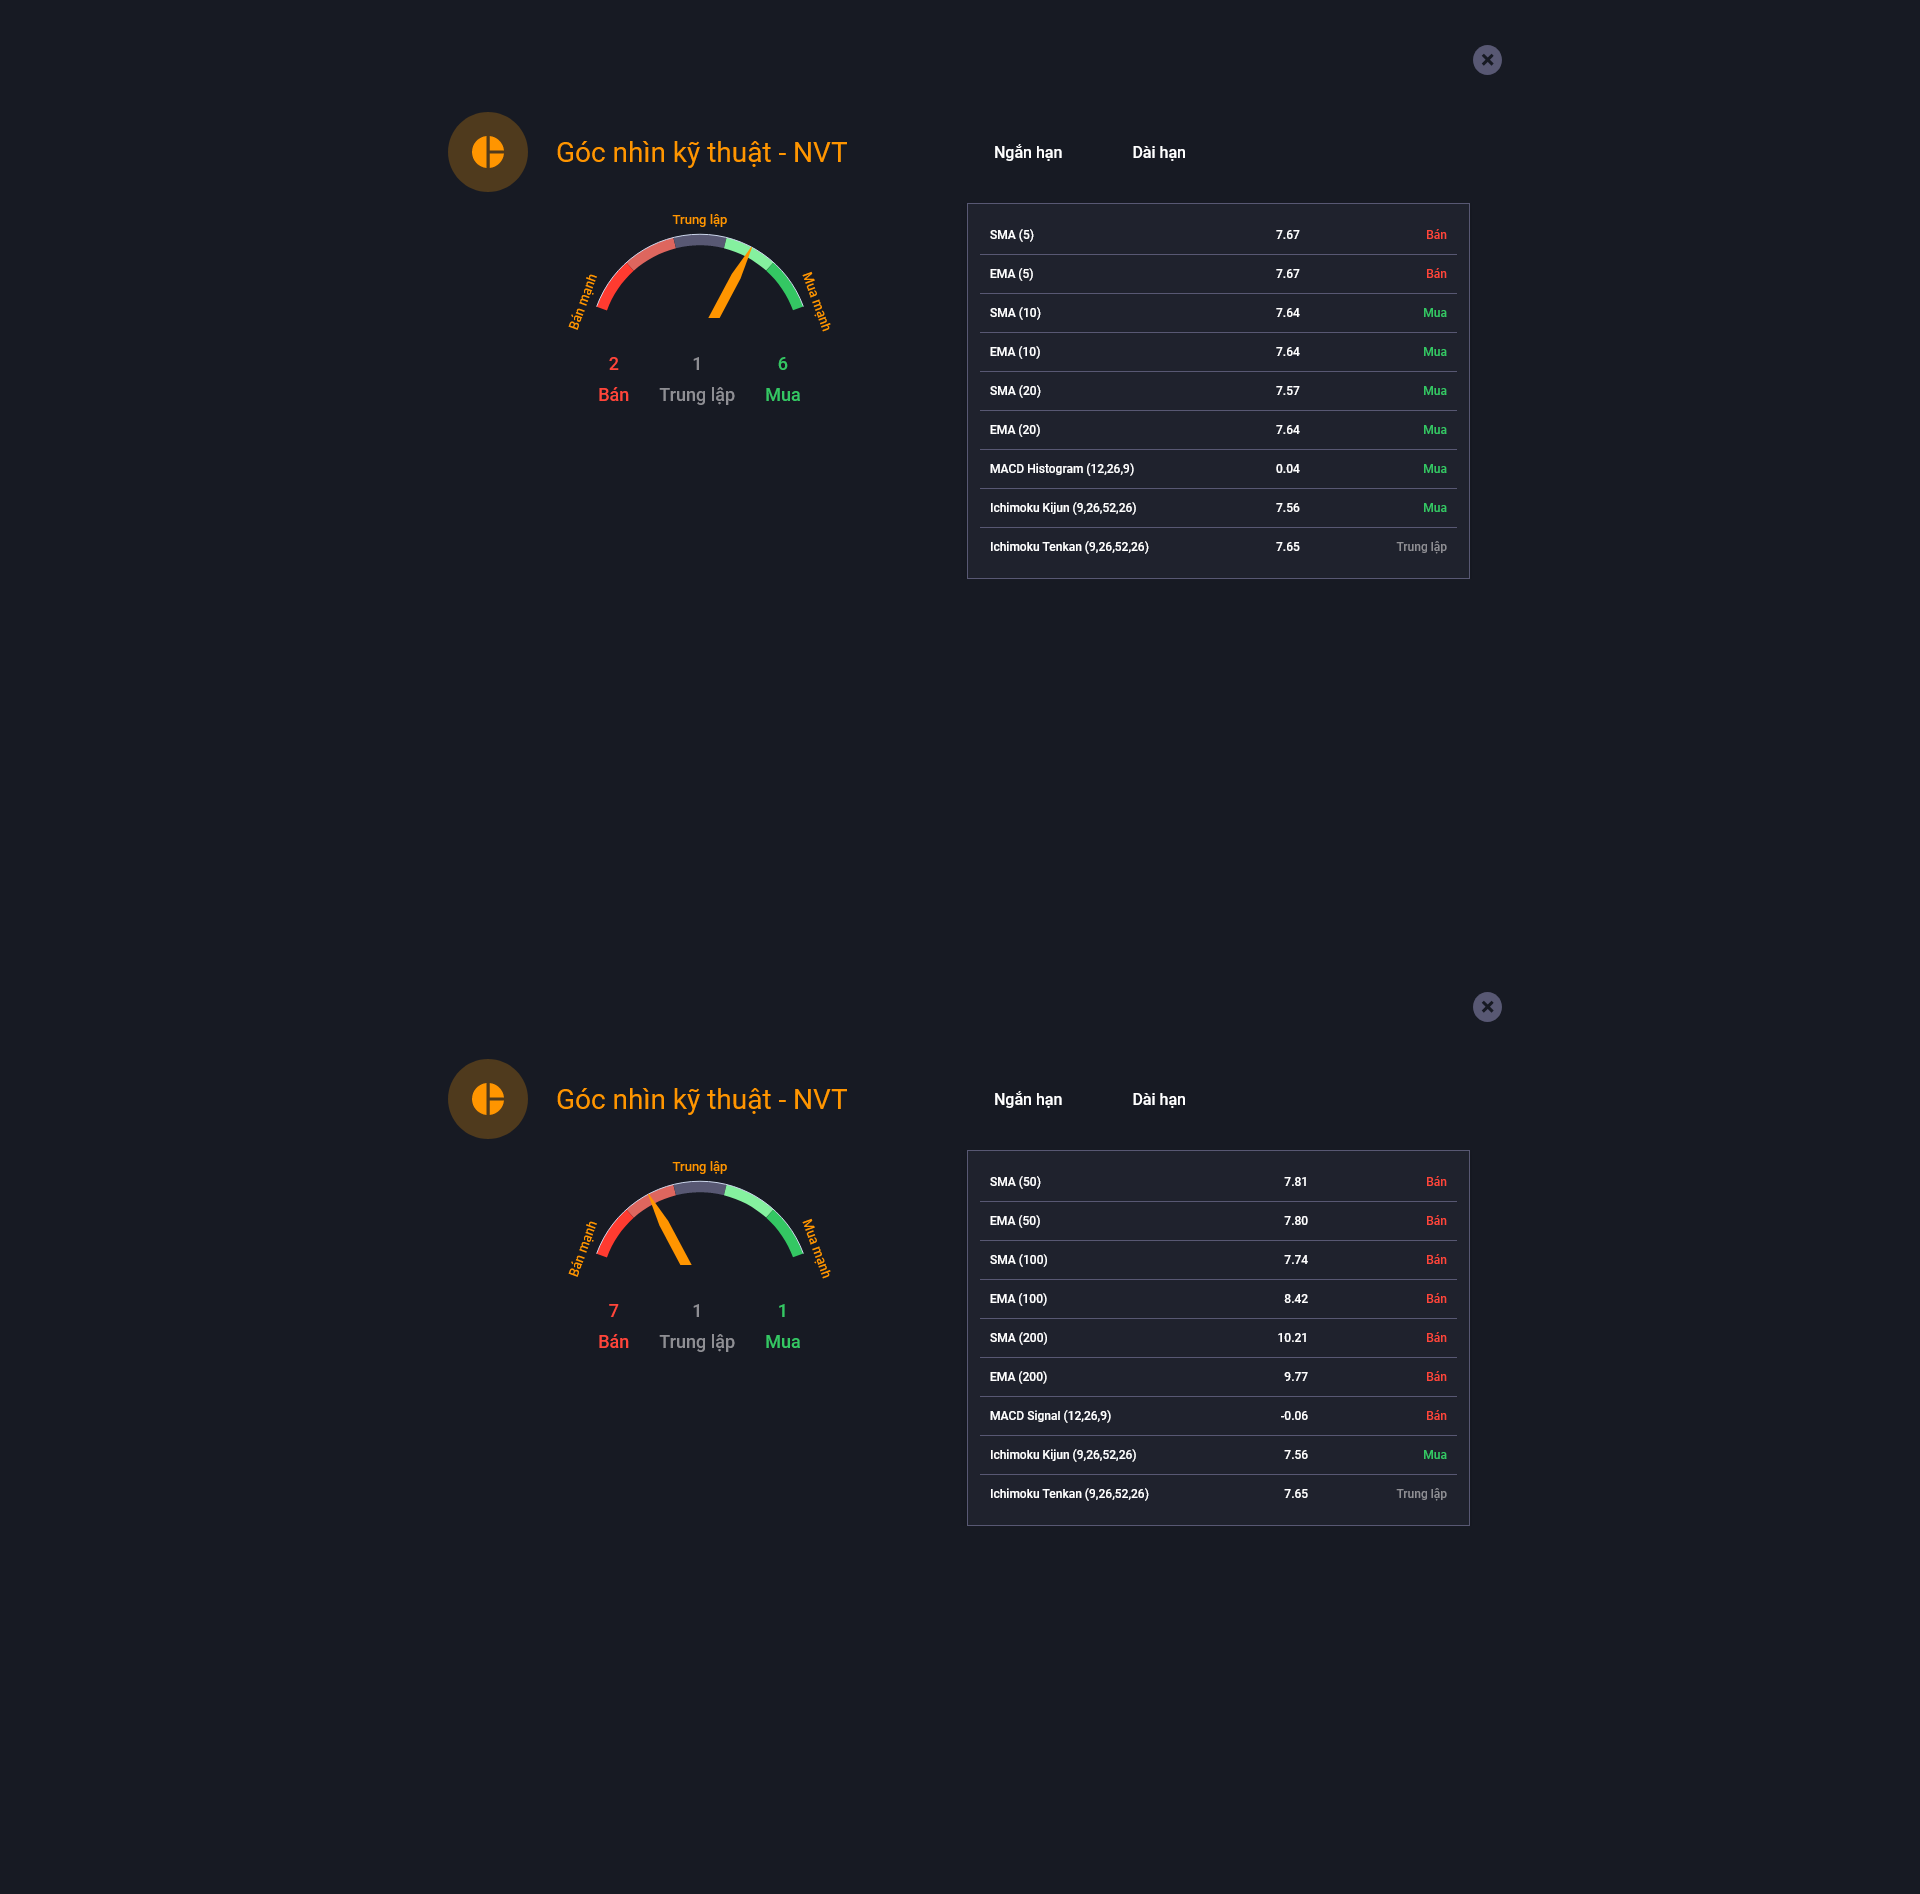 Góc nhìn kỹ thuật - NVT
Ngắn hạn Dài hạn
Trung lập
Bán mạnh
Mua mạnh
2 1 6
Bán Trung lập Mua
SMA (5) 7.67 Bán
EMA (5) 7.67 Bán
SMA (10) 7.64 Mua
EMA (10) 7.64 Mua
SMA (20) 7.57 Mua
EMA (20) 7.64 Mua
MACD Histogram (12,26,9) 0.04 Mua
Ichimoku Kijun (9,26,52,26) 7.56 Mua
Ichimoku Tenkan (9,26,52,26) 7.65 Trung lập
Góc nhìn kỹ thuật - NVT
Ngắn hạn Dài hạn
Trung lập
Bán mạnh
Mua mạnh
7 1 1
Bán Trung lập Mua
SMA (50) 7.81 Bán
EMA (50) 7.80 Bán
SMA (100) 7.74 Bán
EMA (100) 8.42 Bán
SMA (200) 10.21 Bán
EMA (200) 9.77 Bán
MACD Signal (12,26,9) -0.06 Bán
Ichimoku Kijun (9,26,52,26) 7.56 Mua
Ichimoku Tenkan (9,26,52,26) 7.65 Trung lập